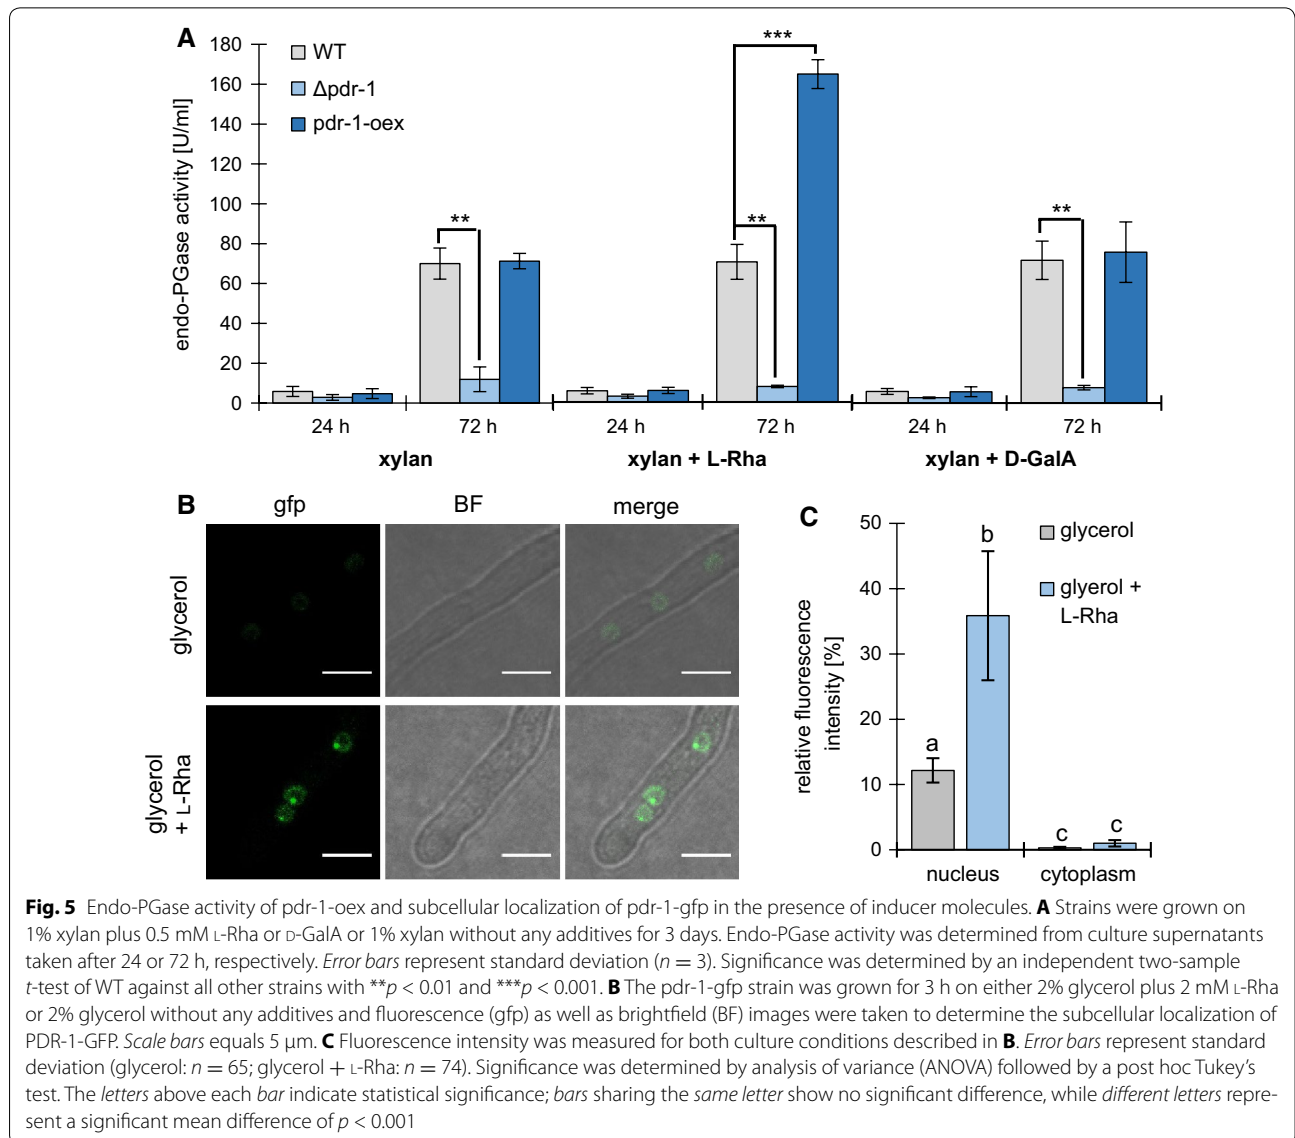 A
endo-PGase activity [U/ml]
180
160
140
120
100
80
60
40
20
0
WT
Δpdr-1
pdr-1-oex
**
**
***
**
24 h 72 h 24 h 72 h 24 h 72 h
xylan xylan + L-Rha xylan + D-GalA
B
gfp BF merge
glycerol
glycerol
+ L-Rha
C
relative fluorescence
intensity [%]
50
40
30
20
10
0
glycerol
glyerol +
L-Rha
a
b
c
c
nucleus cytoplasm
Fig. 5 Endo-PGase activity of pdr-1-oex and subcellular localization of pdr-1-gfp in the presence of inducer molecules. A Strains were grown on
1% xylan plus 0.5 mM L-Rha or D-GalA or 1% xylan without any additives for 3 days. Endo-PGase activity was determined from culture supernatants
taken after 24 or 72 h, respectively. Error bars represent standard deviation (n = 3). Significance was determined by an independent two-sample
t-test of WT against all other strains with **p < 0.01 and ***p < 0.001. B The pdr-1-gfp strain was grown for 3 h on either 2% glycerol plus 2 mM L-Rha
or 2% glycerol without any additives and fluorescence (gfp) as well as brightfield (BF) images were taken to determine the subcellular localization of
PDR-1-GFP. Scale bars equals 5 μm. C Fluorescence intensity was measured for both culture conditions described in B. Error bars represent standard
deviation (glycerol: n = 65; glycerol + L-Rha: n = 74). Significance was determined by analysis of variance (ANOVA) followed by a post hoc Tukey's
test. The letters above each bar indicate statistical significance; bars sharing the same letter show no significant difference, while different letters repre-
sent a significant mean difference of p < 0.001